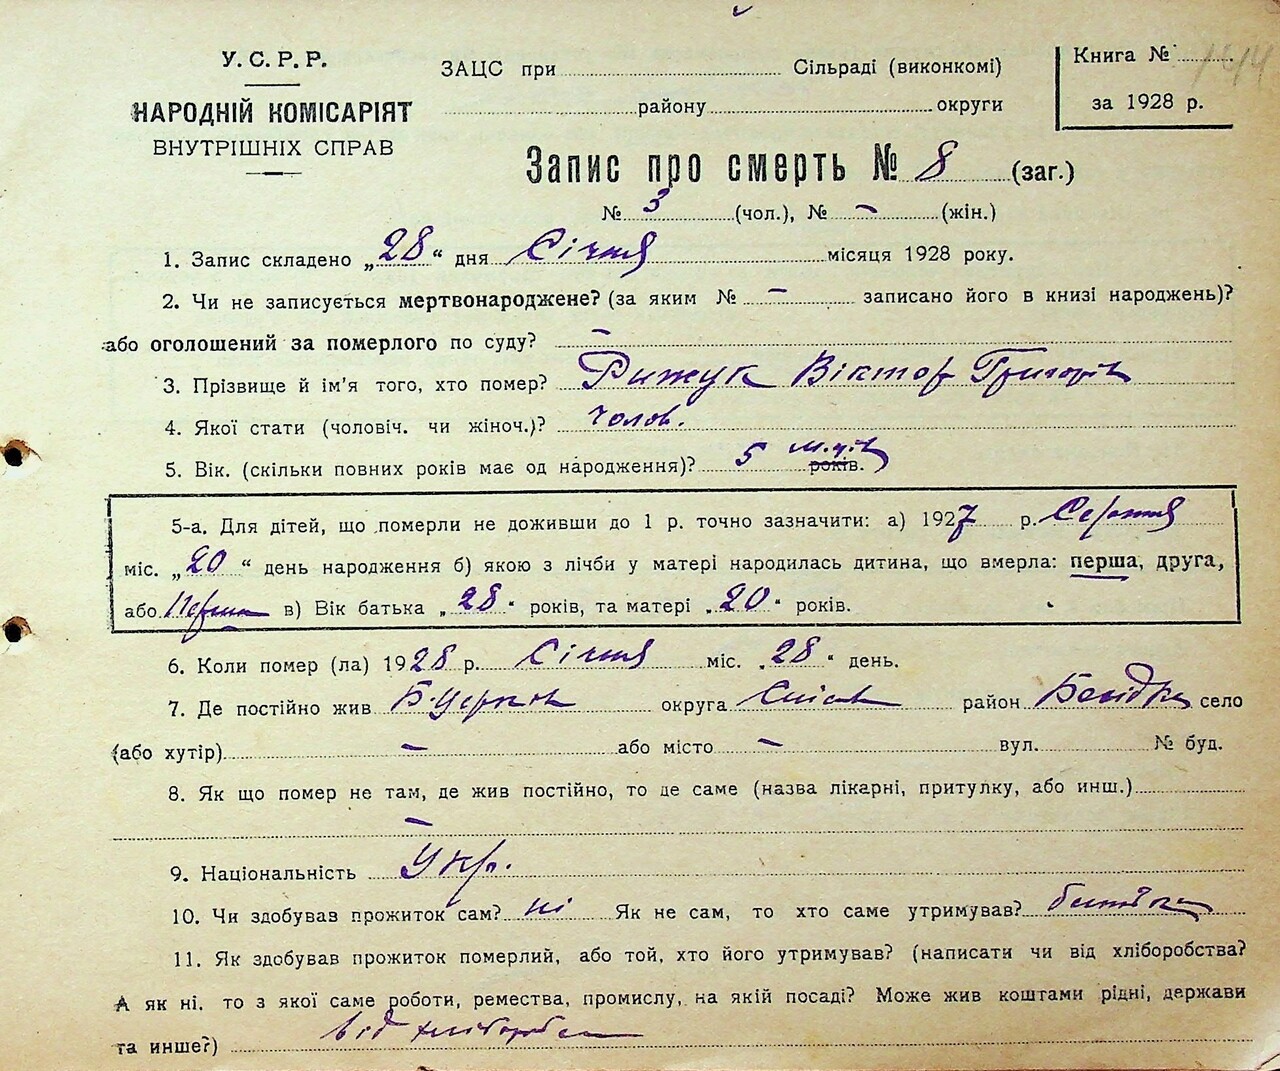 У.С.Р.Р.
НАРОДНІЙ КОМІСАРІЯТ
ВНУТРІШНІХ СПРАВ
ЗАЦС при Сільраді (виконкомі)
району округи
Книга №
за 1928 р.
Запис про смерть № 8 (заг.)
№ 3 (чол.), № – (жін.)
1. Запис складено „28“ дня Січня місяця 1928 року.
2. Чи не записується мертвонароджене? (за яким № – записано його в книзі народжень)?
або оголошений за померлого по суду? –
3. Прізвище й ім'я того, хто помер? Рижук Віктор Григорів
4. Якої стати (чоловіч. чи жіноч.)? Чолов.
5. Вік. (скільки повних років має од народження)? 5 років.
5-а. Для дітей, що померли не доживши до 1 р. точно зазначити: а) 1927 р. Серпня
міс. „20“ день народження б) якою з лічби у матері народилась дитина, що вмерла: перша, друга,
або Перша в) Вік батька „28“ років, та матері „20“ років.
6. Коли помер (ла) 1928 р. Січня міс. „28“ день.
7. Де постійно жив округа район село
(або хутір) – або місто – вул. № буд.
8. Як що помер не там, де жив постійно, то де саме (назва лікарні, притулку, або инш.)
–
9. Національність Укр.
10. Чи здобував прожиток сам? ні Як не сам, то хто саме утримував? батько
11. Як здобував прожиток померлий, або той, хто його утримував? (написати чи від хліборобства?
А як ні. то з якої саме роботи, ремества, промислу, на якій посаді? Може жив коштами рідні, держави
та инше?) від хліборобства